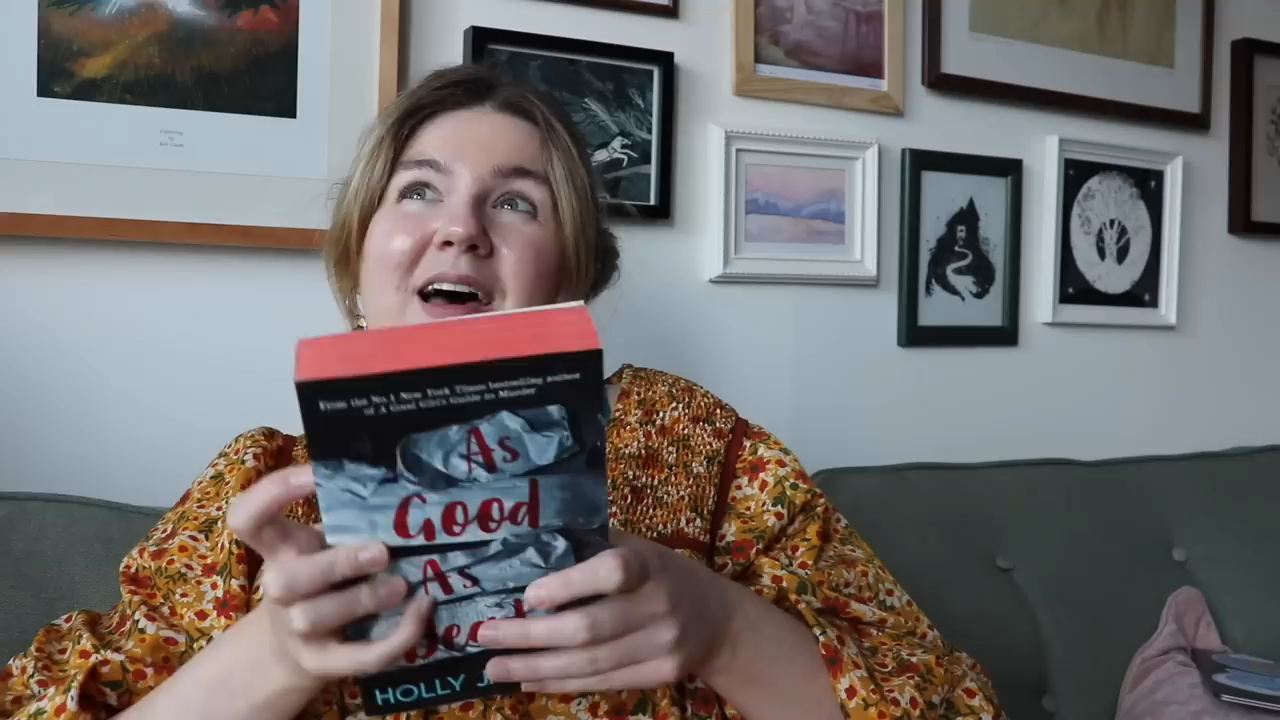 From the No.1 New York Times bestselling author
of A Good Girl's Guide to Murder
As
Good
As
HOLLY